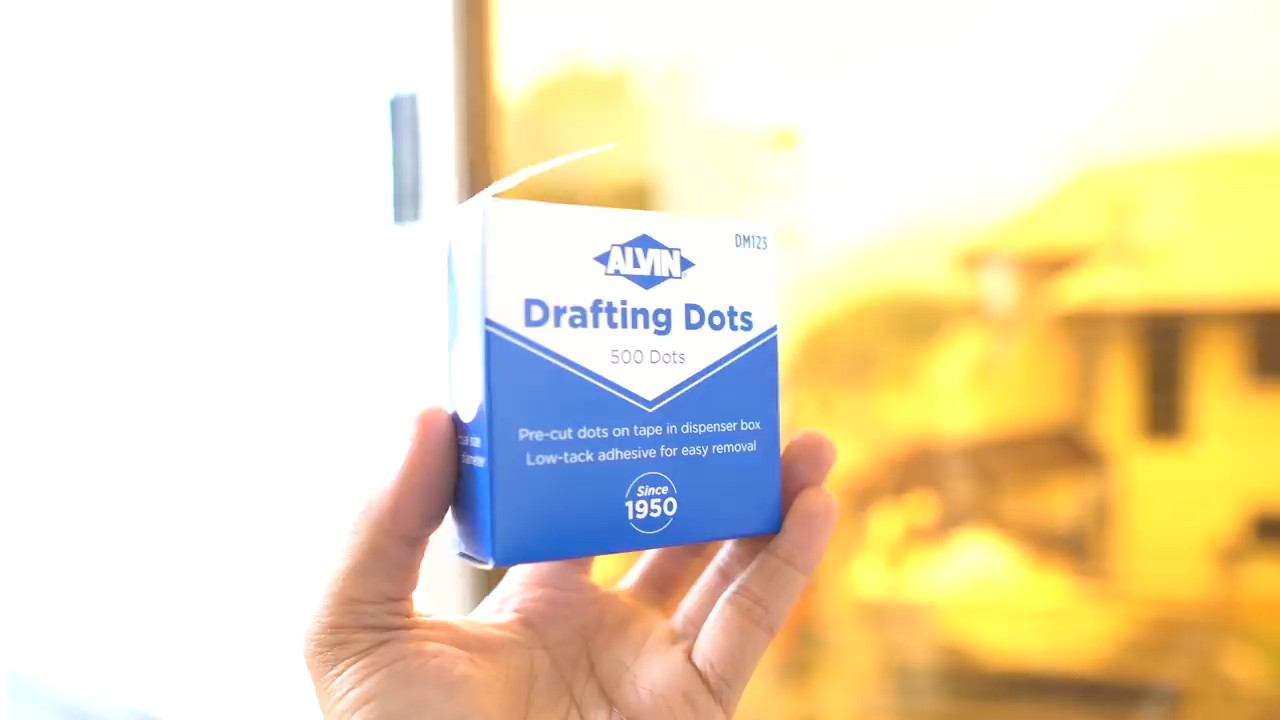 DM123
ALVIN
Drafting Dots
500 Dots
Pre-cut dots on tape in dispenser box
Low-tack adhesive for easy removal
Since
1950